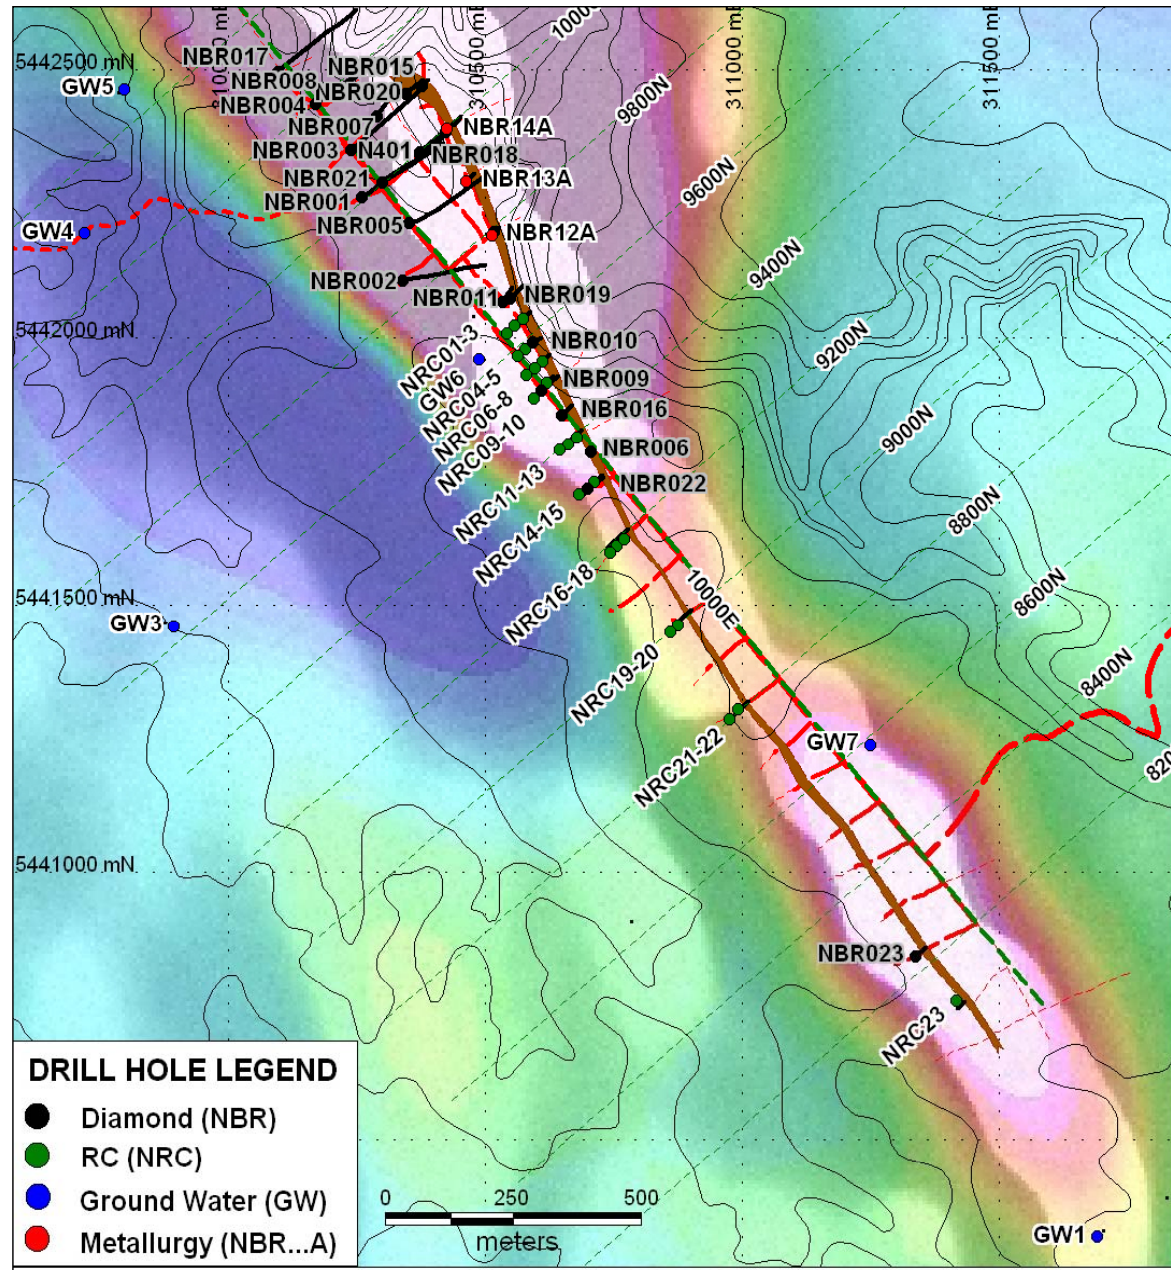 10000
5442500 mN
NBR017
NBR015
GW5
NBR008
NBR020
310500 mE
311000 mE
311500 mE
NBR004
9800N
NBR007
NBR14A
NBR003
N401
NBR018
NBR021
NBR13A
9600N
NBR001
GW4
NBR005
NBR12A
9400N
NBR002
NBR011
NBR019
5442000 mN
NBR010
9200N
NRC01-3
GW6
NRC04-5
NRC06-8
NRC09-10
NBR009
NBR016
9000N
NBR006
NRC11-13
NBR022
8800N
NRC14-15
5441500 mN
GW3
NRC16-18
10000E
8600N
NRC19-20
8400N
GW7
NRC21-22
820
5441000 mN
NBR023
NRC23
DRILL HOLE LEGEND
Diamond (NBR)
RC (NRC)
Ground Water (GW)
Metallurgy (NBR...A)
0 250 500
meters
GW1